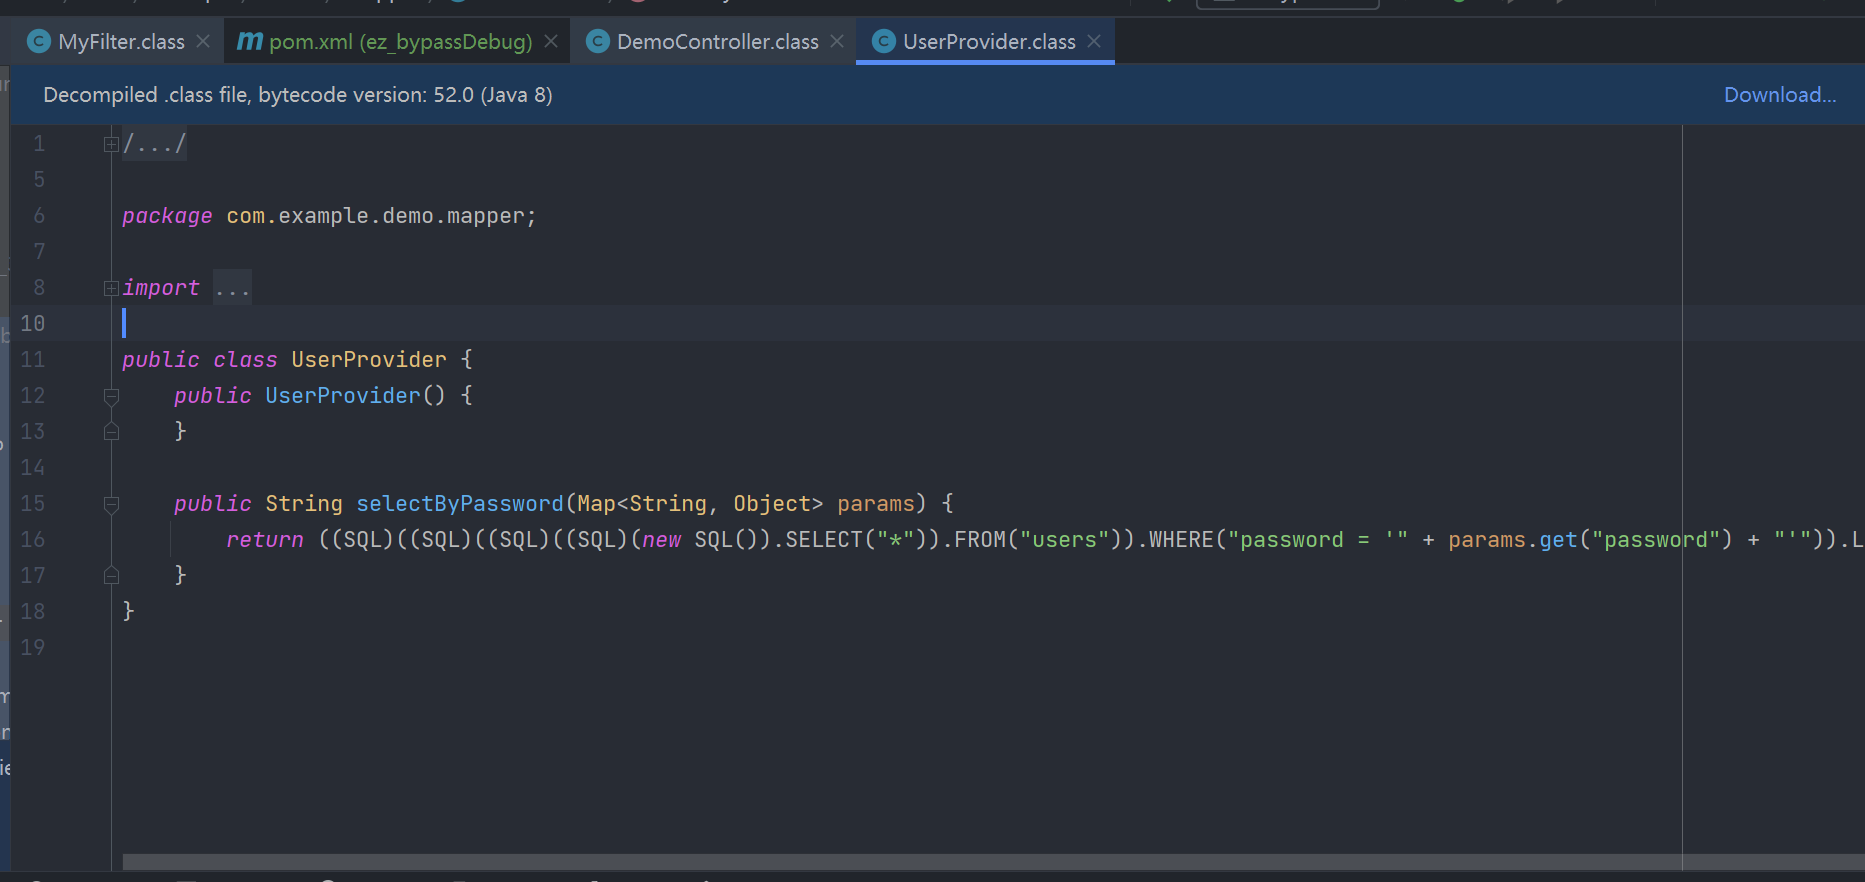 MyFilter.class
pom.xml (ez_bypassDebug)
DemoController.class
UserProvider.class
Decompiled .class file, bytecode version: 52.0 (Java 8)
Download...
1 /.../
5
6 package com.example.demo.mapper;
7
8 import ...
10
11 public class UserProvider {
12 public UserProvider() {
13 }
14
15 public String selectByPassword(Map<String, Object> params) {
16 return ((SQL)((SQL)((SQL)((SQL)(new SQL()).SELECT("*")).FROM("users")).WHERE("password = '" + params.get("password") + "'")).L
17 }
18 }
19